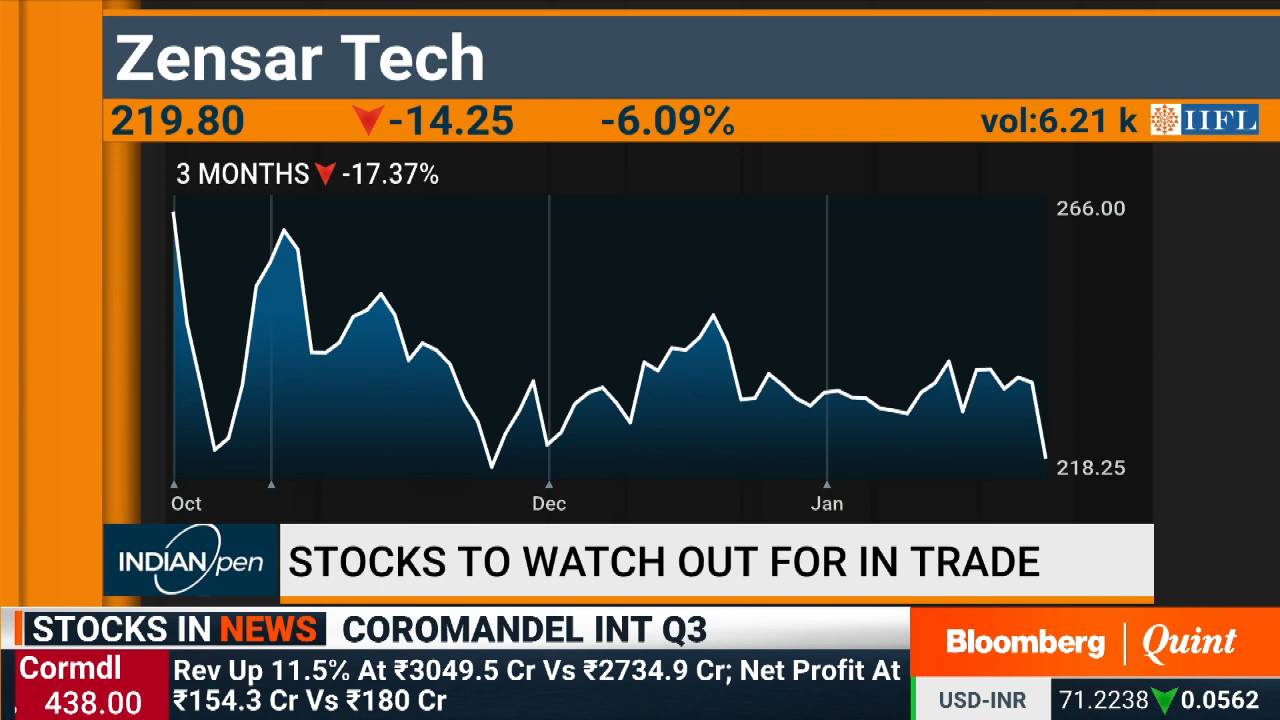 Zensar Tech
219.80 -14.25 -6.09% vol:6.21 k IIFL
3 MONTHS -17.37%
266.00
218.25
Oct Dec Jan
INDIAN Open STOCKS TO WATCH OUT FOR IN TRADE
STOCKS IN NEWS COROMANDEL INT Q3
Cormdl
438.00
Rev Up 11.5% At ₹3049.5 Cr Vs ₹2734.9 Cr; Net Profit At
₹154.3 Cr Vs ₹180 Cr
Bloomberg | Quint
USD-INR 71.2238 0.0562